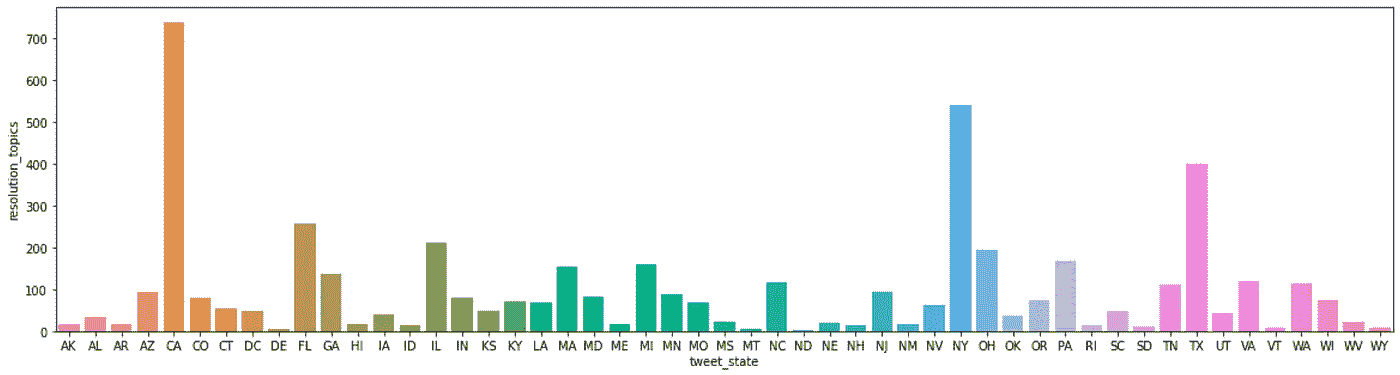 resolution_topics
700
600
500
400
300
200
100
0
AK AL AR AZ CA CO CT DC DE FL GA HI IA ID IL IN KS KY LA MA MD ME MI MN MO MS MT NC ND NE NH NJ NM NV NY OH OK OR PA RI SC SD TN TX UT VA VT WA WI WV WY
tweet_state